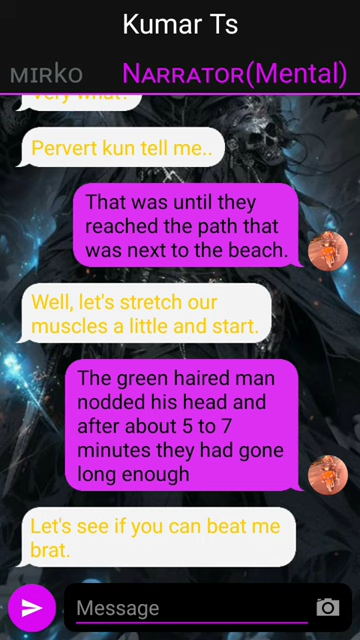 Kumar Ts
MIRKO NARRATOR(Mental)
Very what?
Pervert kun tell me..
That was until they
reached the path that
was next to the beach.
Well, let's stretch our
muscles a little and start.
The green haired man
nodded his head and
after about 5 to 7
minutes they had gone
long enough
Let's see if you can beat me
brat.
Message